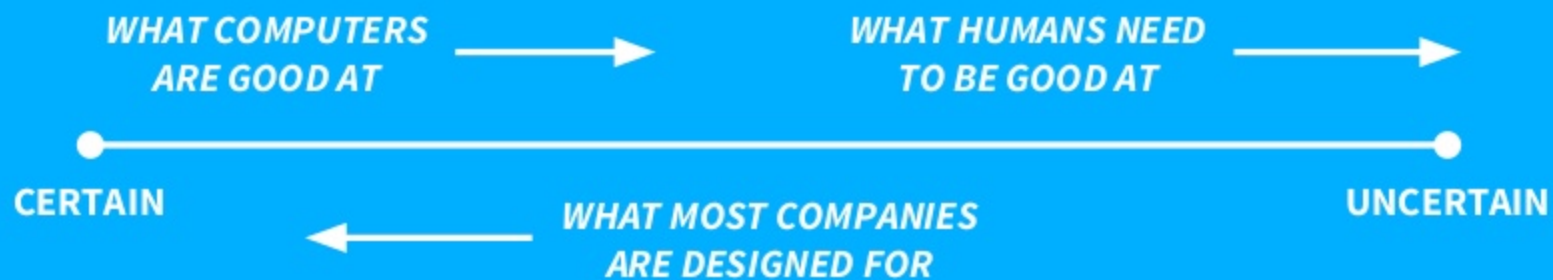 WHAT COMPUTERS
ARE GOOD AT
WHAT HUMANS NEED
TO BE GOOD AT
CERTAIN
UNCERTAIN
WHAT MOST COMPANIES
ARE DESIGNED FOR